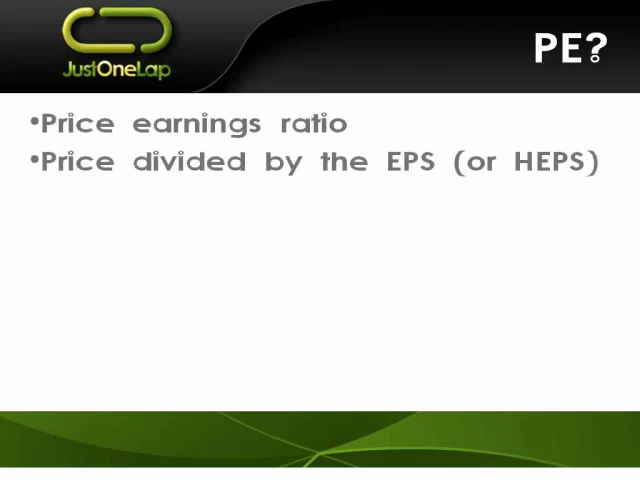 JustOneLap
PE?
•Price earnings ratio
•Price divided by the EPS (or HEPS)